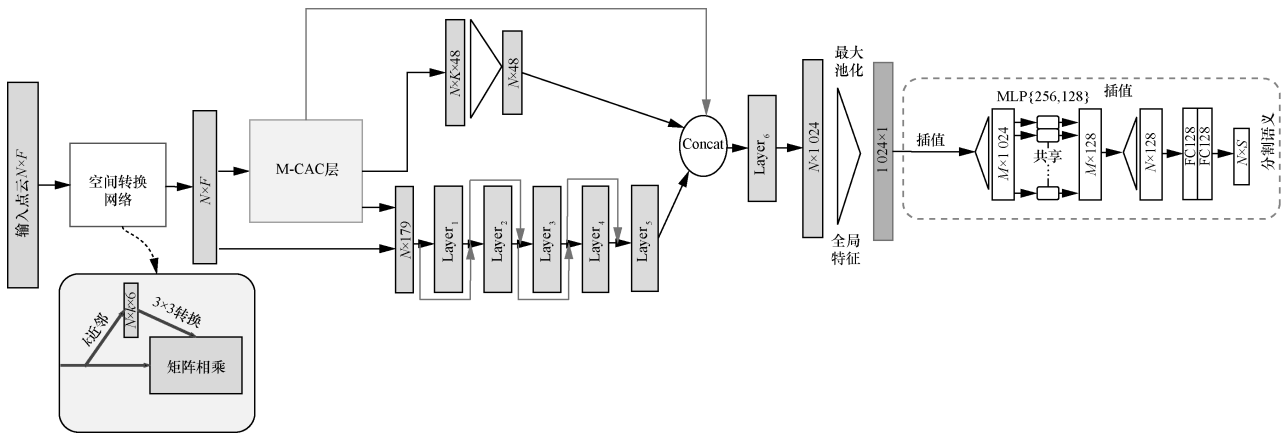 输入点云N×F
空间转换
网络
N×F
M-CAC层
N×K×48
N×48
N×179
Layer₁
Layer₂
Layer₃
Layer₄
Layer₅
Concat
Layer₆
N×1 024
最大
池化
全局
特征
1 024×1
插值
M×1 024
MLP{256,128}
共享
M×128
插值
N×128
FC128
FC128
N×S
分割语义
k近邻
N×k×6
3×3转换
矩阵相乘